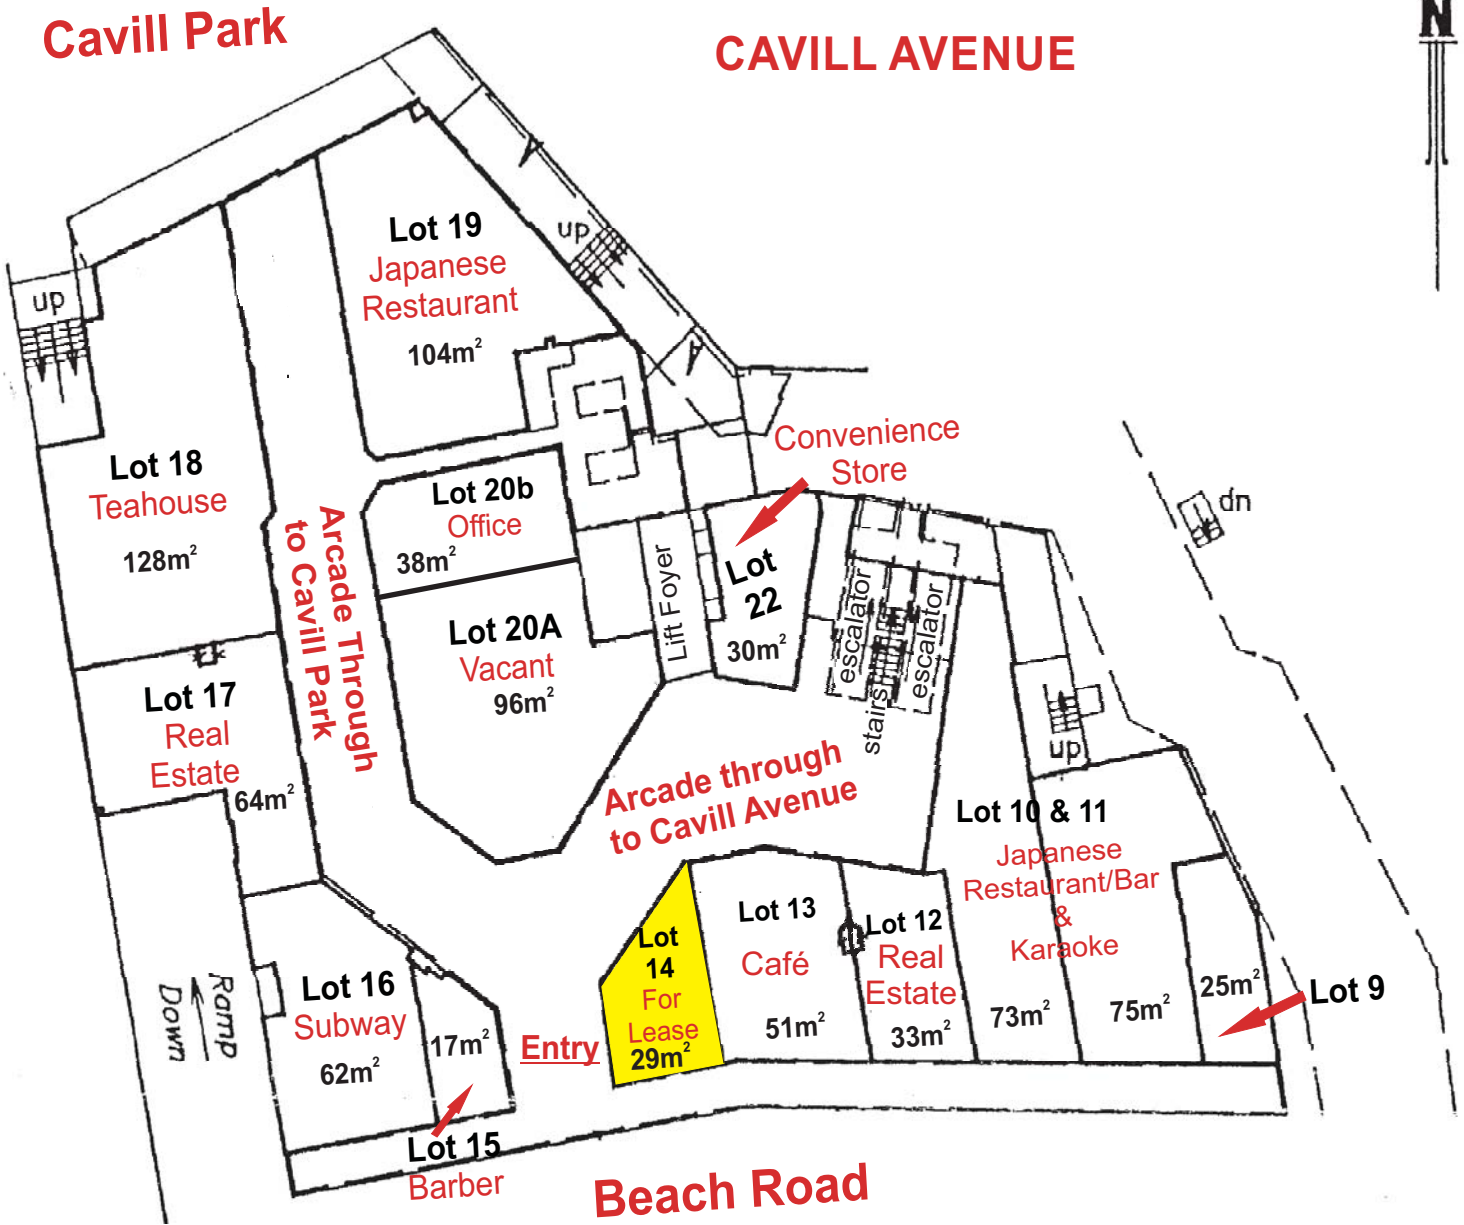 Cavill Park
CAVILL AVENUE
N
Lot 19
Japanese
Restaurant
104m²
up
up
Lot 18
Teahouse
128m²
Arcade Through
to Cavill Park
Lot 20b
Office
38m²
Convenience
Store
Lot
22
30m²
Lift Foyer
escalator
stairs
escalator
dn
up
Lot 20A
Vacant
96m²
Lot 17
Real
Estate
64m²
Arcade through
to Cavill Avenue
Lot 10 & 11
Japanese
Restaurant/Bar
&
Karaoke
73m²
75m²
25m²
Lot 9
Lot 12
Real
Estate
33m²
Lot 13
Café
51m²
Lot
14
For
Lease
29m²
Entry
Lot 16
Subway
62m²
17m²
Lot 15
Barber
Ramp
Down
Beach Road